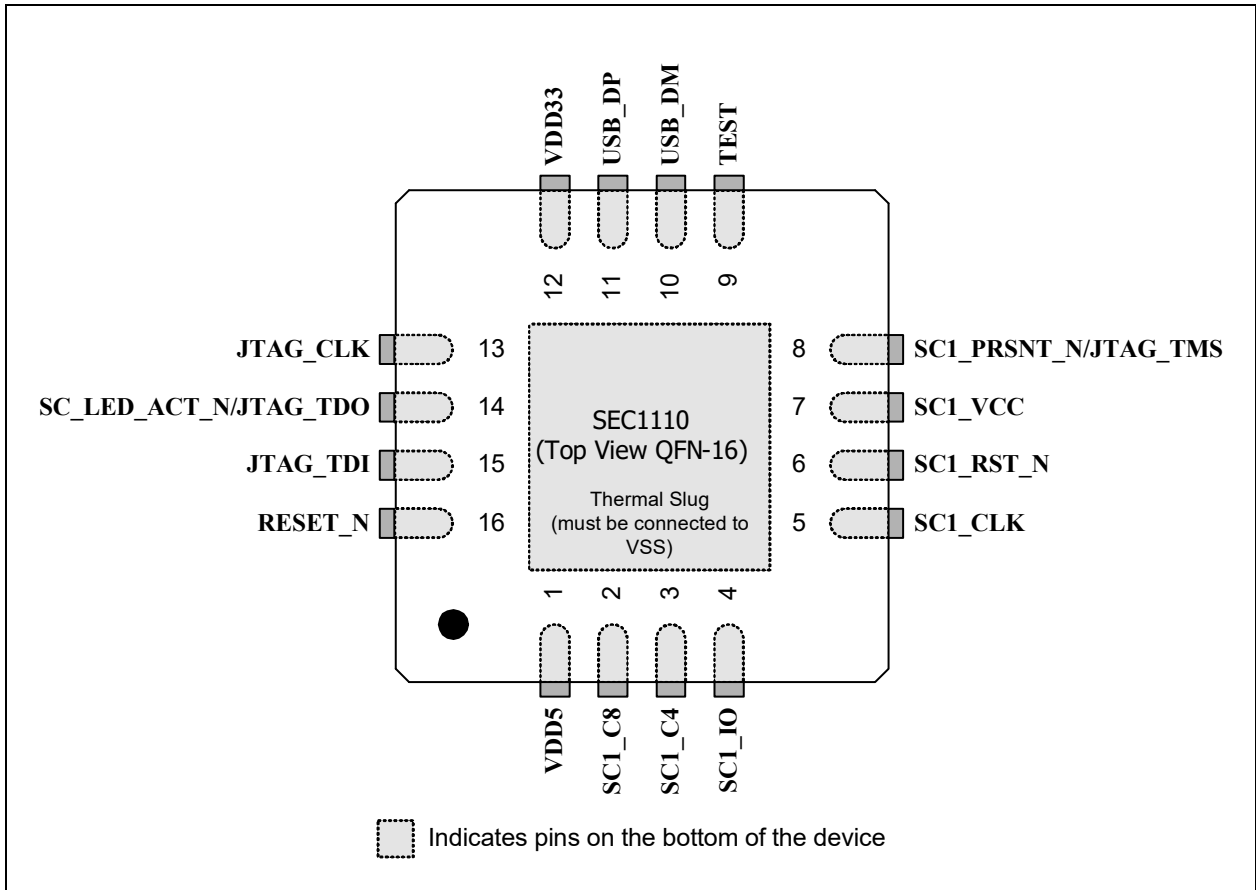 VDD33
USB_DP
USB_DM
TEST
12
11
10
9
JTAG_CLK
13
8
SC1_PRSNT_N/JTAG_TMS
SC_LED_ACT_N/JTAG_TDO
14
7
SC1_VCC
JTAG_TDI
15
6
SC1_RST_N
RESET_N
16
5
SC1_CLK
SEC1110
(Top View QFN-16)
Thermal Slug
(must be connected to
VSS)
1
2
3
4
VDD5
SC1_C8
SC1_C4
SC1_IO
Indicates pins on the bottom of the device